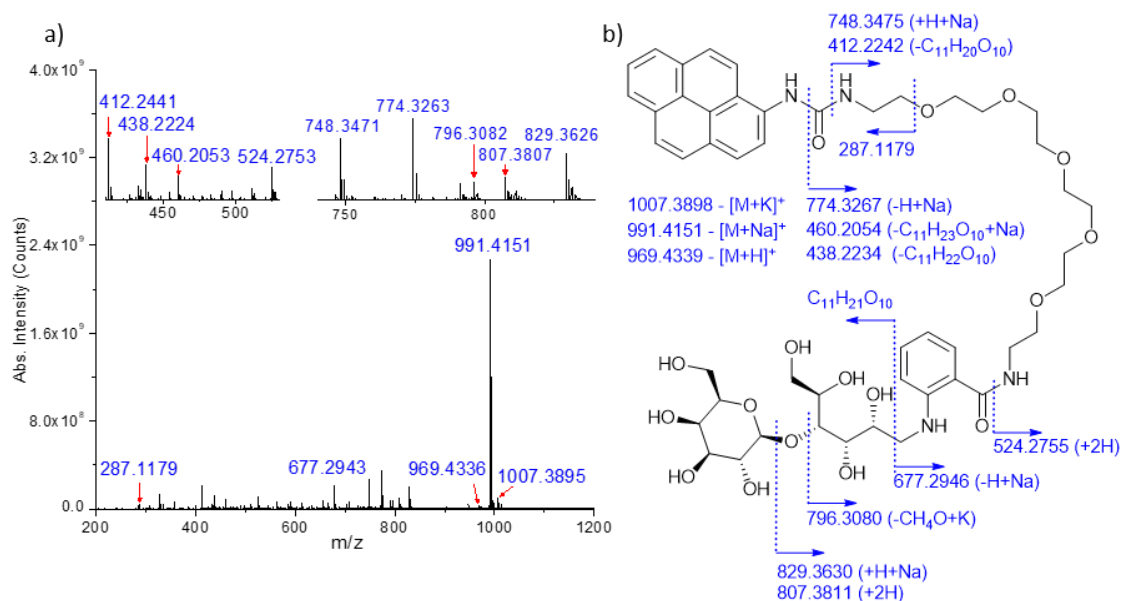 a)
4.0x10⁹
3.2x10⁹
2.4x10⁹
1.6x10⁹
8.0x10⁸
0.0
Abs. Intensity (Counts)
412.2441
438.2224
460.2053
524.2753
748.3471
774.3263
796.3082
807.3807
829.3626
450
500
750
800
991.4151
287.1179
677.2943
969.4336
1007.3895
200
400
600
800
1000
1200
m/z
b)
748.3475 (+H+Na)
412.2242 (-C₁₁H₂₀O₁₀)
H
N
H
N
O
O
O
O
O
O
287.1179
1007.3898 - [M+K]⁺
991.4151 - [M+Na]⁺
969.4339 - [M+H]⁺
774.3267 (-H+Na)
460.2054 (-C₁₁H₂₃O₁₀+Na)
438.2234 (-C₁₁H₂₂O₁₀)
C₁₁H₂₁O₁₀
HO
OH
OH
OH
HO
HO
OH
O
O
OH
OH
OH
NH
O
NH
524.2755 (+2H)
677.2946 (-H+Na)
796.3080 (-CH₄O+K)
829.3630 (+H+Na)
807.3811 (+2H)